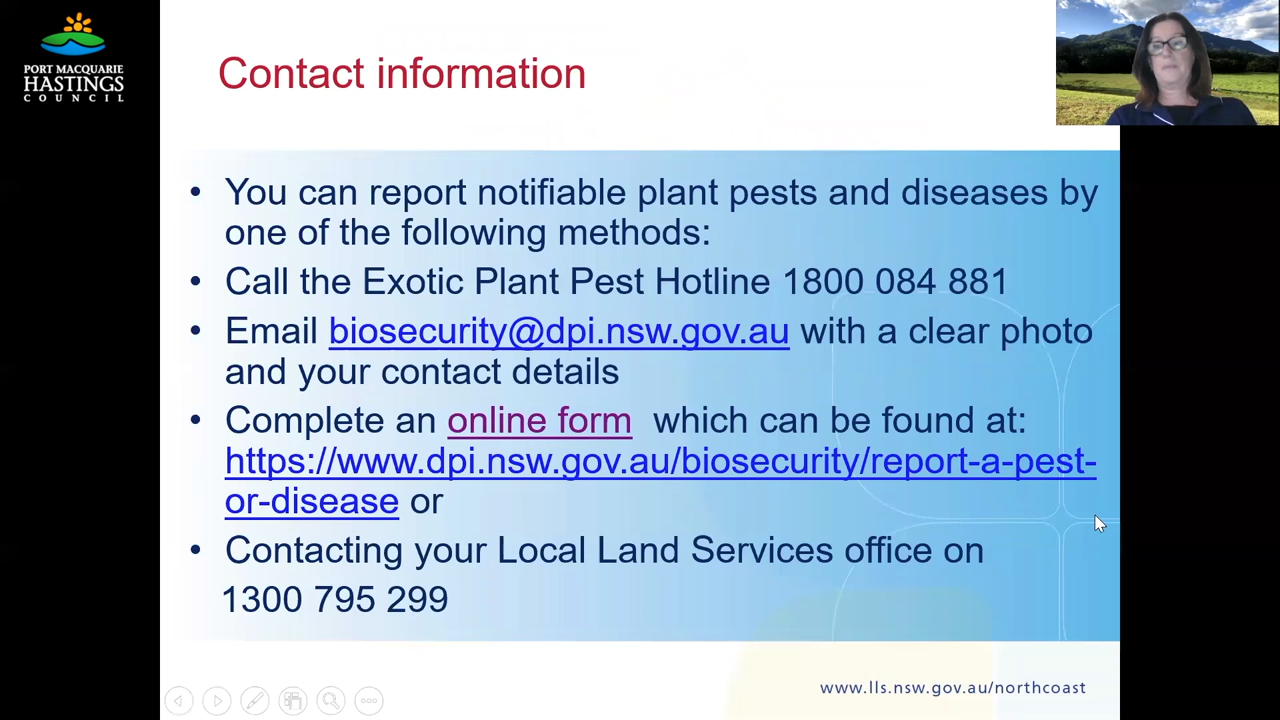 PORT MACQUARIE
HASTINGS
COUNCIL
Contact information
• You can report notifiable plant pests and diseases by
one of the following methods:
• Call the Exotic Plant Pest Hotline 1800 084 881
• Email biosecurity@dpi.nsw.gov.au with a clear photo
and your contact details
• Complete an online form which can be found at:
https://www.dpi.nsw.gov.au/biosecurity/report-a-pest-
or-disease or
• Contacting your Local Land Services office on
1300 795 299
www.lls.nsw.gov.au/northcoast